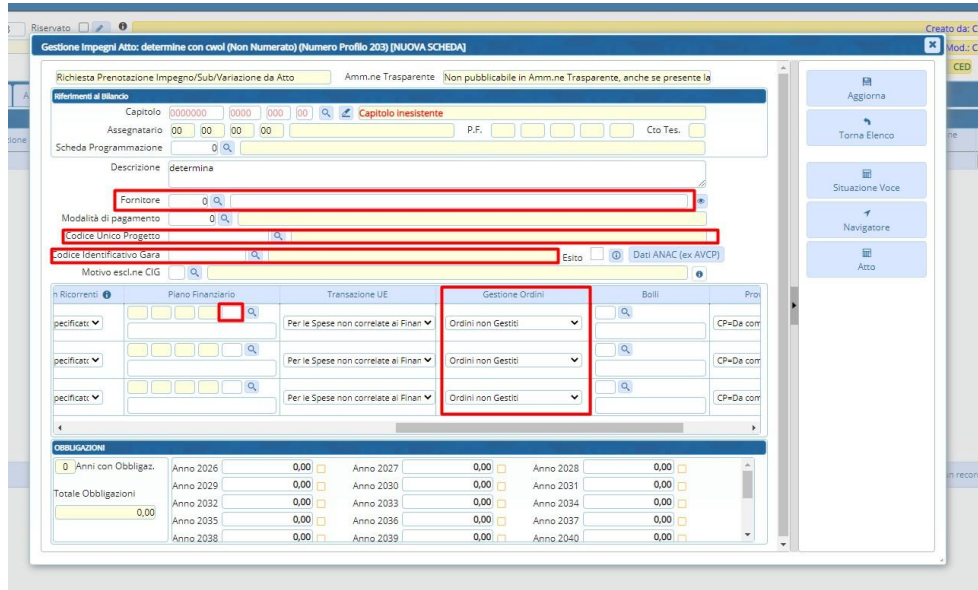 Riservato
Creato da: C
Gestione Impegni Atto: determine con cwol (Non Numerato) (Numero Profilo 203) [NUOVA SCHEDA]
Mod.: C
CED
Richiesta Prenotazione Impegno/Sub/Variazione da Atto Amm.ne Trasparente Non pubblicabile in Amm.ne Trasparente, anche se presente la
Riferimenti al Bilancio
Capitolo 0000000 0000 000 00 Capitolo inesistente
Assegnatario 00 00 00 00 P.F. Cto Tes.
Scheda Programmazione 0
Descrizione determina
Fornitore 0
Modalità di pagamento 0
Codice Unico Progetto
Codice Identificativo Gara Esito Dati ANAC (ex AVCP)
Motivo escl.ne CIG
n Ricorrenti Piano Finanziario Transazione UE Gestione Ordini Bolli Pro
pecificatc Per le Spese non correlate ai Finan Ordini non Gestiti CP=Da com
pecificatc Per le Spese non correlate ai Finan Ordini non Gestiti CP=Da com
pecificatc Per le Spese non correlate ai Finan Ordini non Gestiti CP=Da com
OBBLIGAZIONI
0 Anni con Obbligaz. Anno 2026 0,00 Anno 2027 0,00 Anno 2028 0,00
Anno 2029 0,00 Anno 2030 0,00 Anno 2031 0,00
Totale Obbligazioni Anno 2032 0,00 Anno 2033 0,00 Anno 2034 0,00
0,00 Anno 2035 0,00 Anno 2036 0,00 Anno 2037 0,00
Anno 2038 0,00 Anno 2039 0,00 Anno 2040 0,00
Aggiorna
Torna Elenco
Situazione Voce
Navigatore
Atto